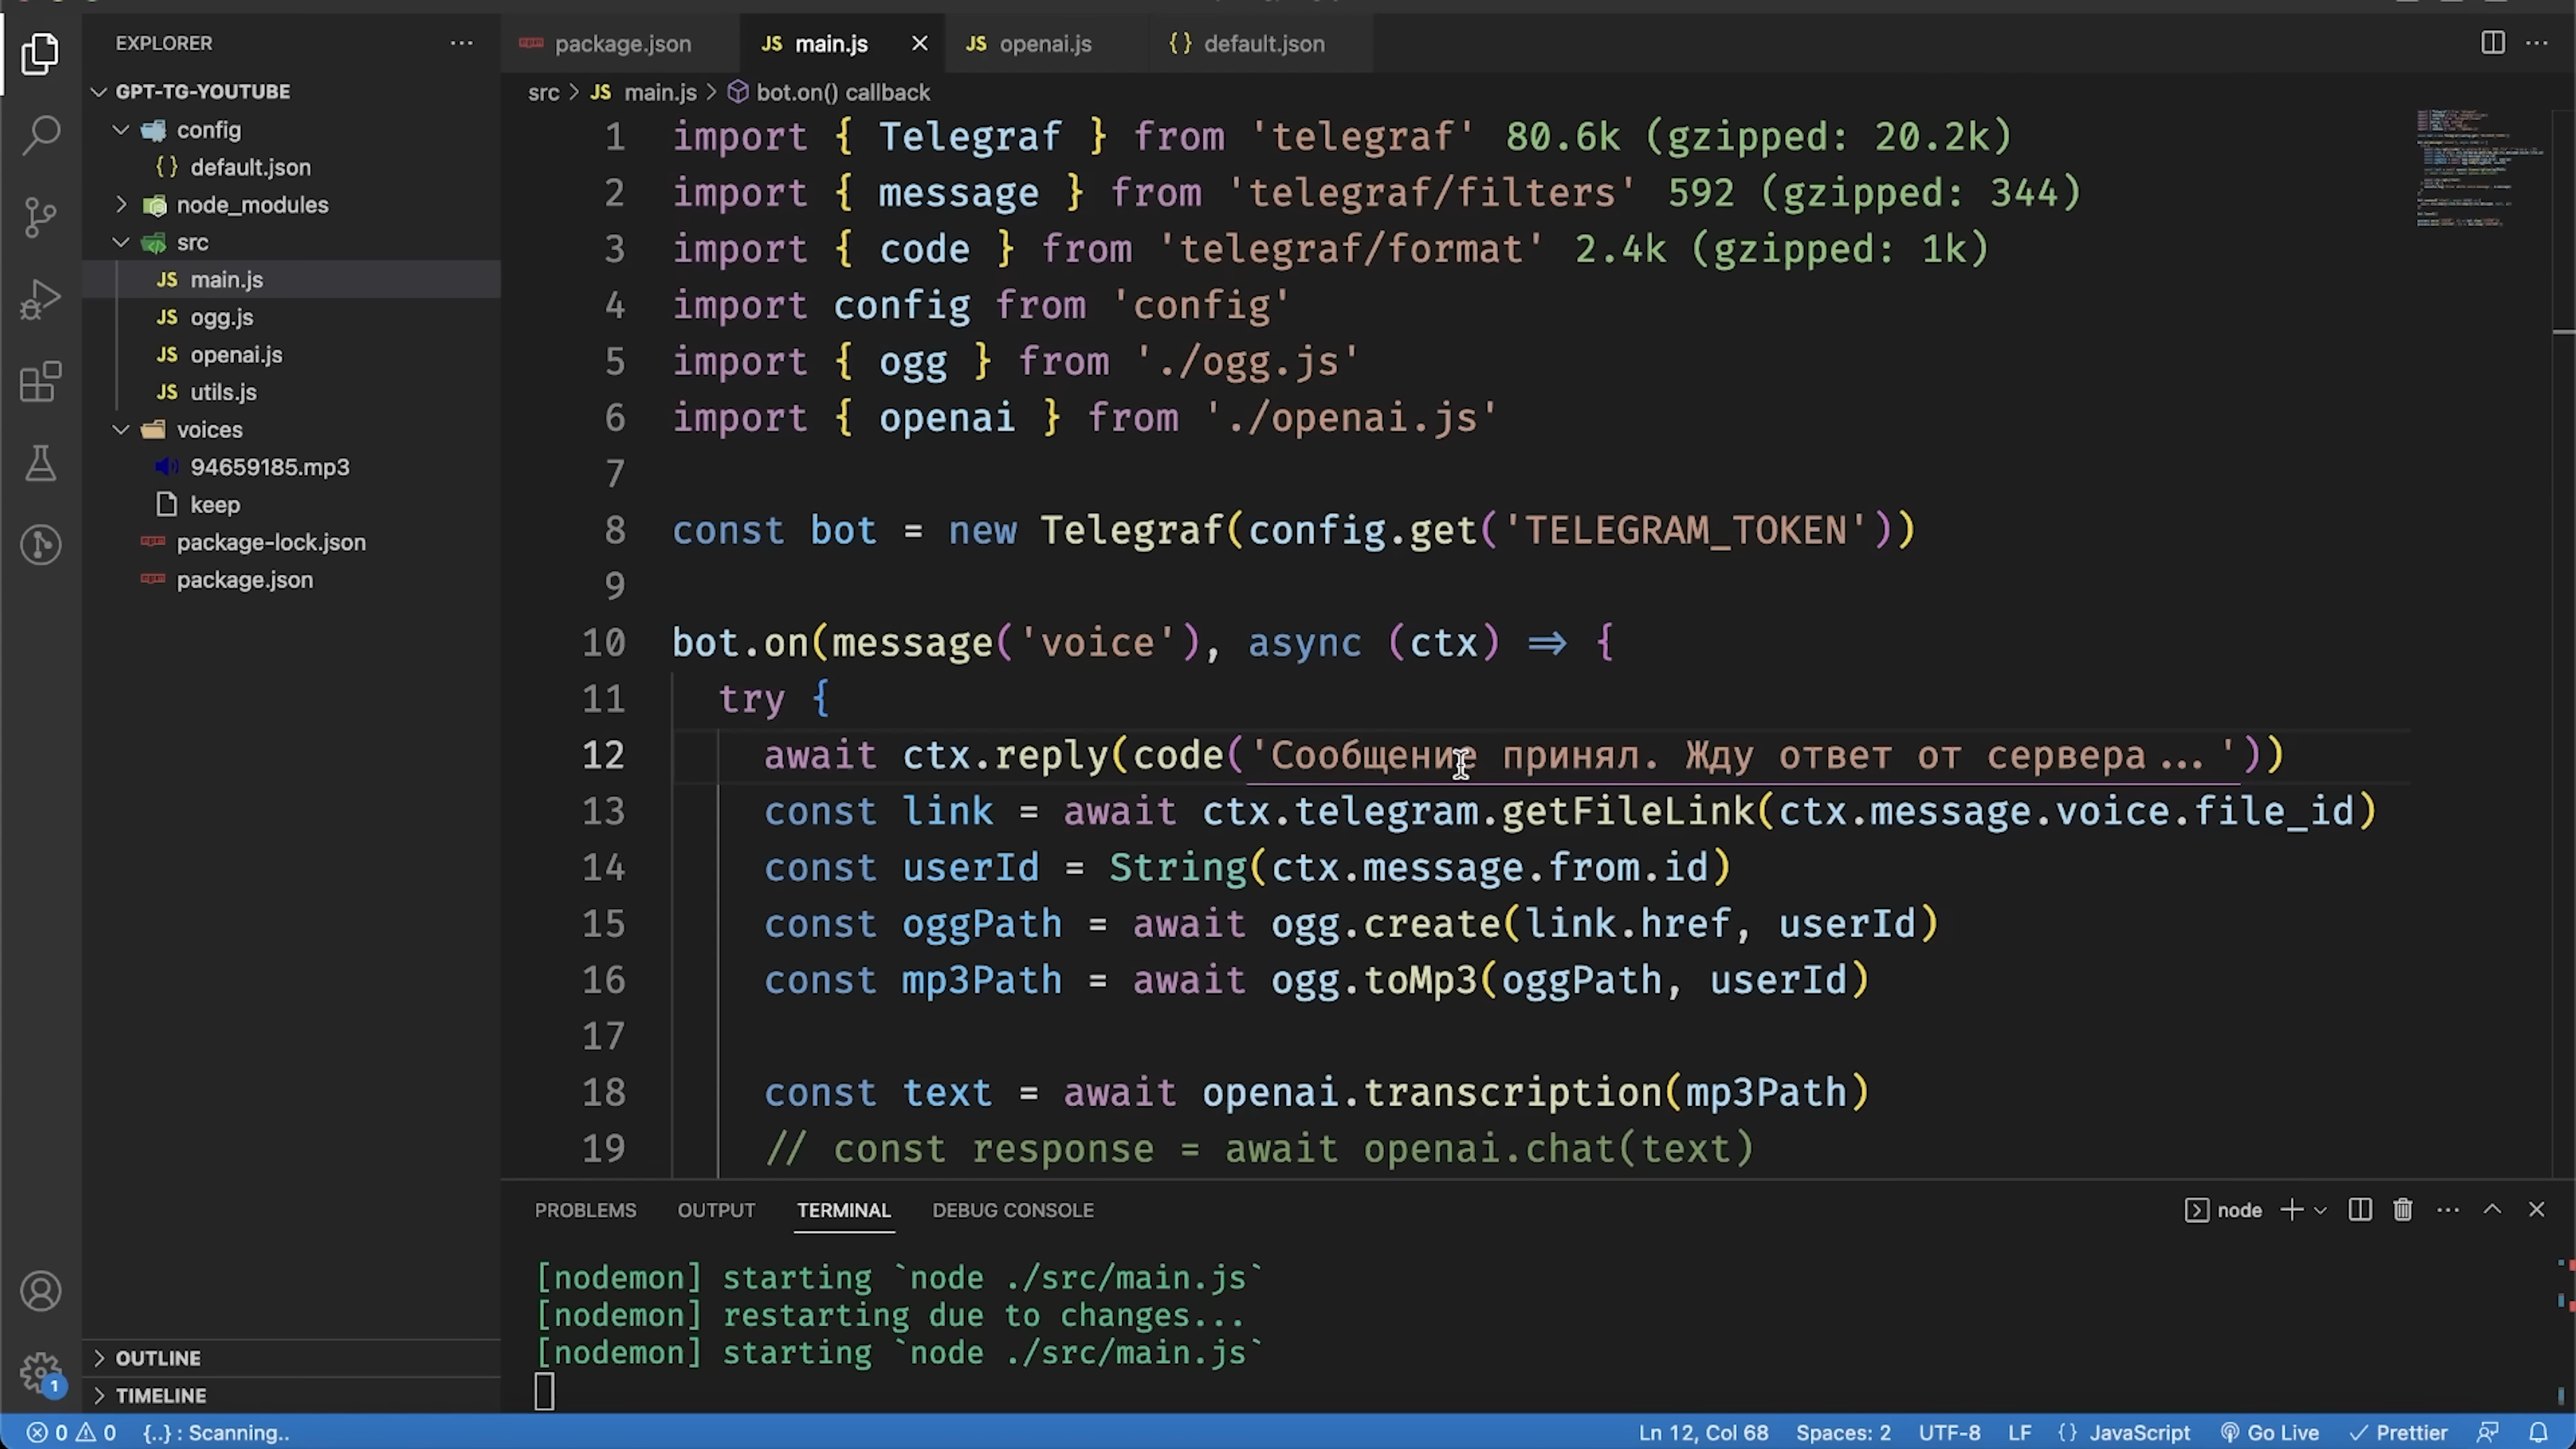 EXPLORER
GPT-TG-YOUTUBE
config
{} default.json
node_modules
src
JS main.js
JS ogg.js
JS openai.js
JS utils.js
voices
94659185.mp3
keep
package-lock.json
package.json
OUTLINE
TIMELINE
1
package.json
JS main.js
JS openai.js
{} default.json
src > JS main.js > bot.on() callback
1 import { Telegraf } from 'telegraf' 80.6k (gzipped: 20.2k)
2 import { message } from 'telegraf/filters' 592 (gzipped: 344)
3 import { code } from 'telegraf/format' 2.4k (gzipped: 1k)
4 import config from 'config'
5 import { ogg } from './ogg.js'
6 import { openai } from './openai.js'
7
8 const bot = new Telegraf(config.get('TELEGRAM_TOKEN'))
9
10 bot.on(message('voice'), async (ctx) => {
11 try {
12 await ctx.reply(code('Сообщение принял. Жду ответ от сервера...'))
13 const link = await ctx.telegram.getFileLink(ctx.message.voice.file_id)
14 const userId = String(ctx.message.from.id)
15 const oggPath = await ogg.create(link.href, userId)
16 const mp3Path = await ogg.toMp3(oggPath, userId)
17
18 const text = await openai.transcription(mp3Path)
19 // const response = await openai.chat(text)
PROBLEMS OUTPUT TERMINAL DEBUG CONSOLE
node
[nodemon] starting `node ./src/main.js`
[nodemon] restarting due to changes...
[nodemon] starting `node ./src/main.js`
0 0 {..} : Scanning.. Ln 12, Col 68 Spaces: 2 UTF-8 LF {} JavaScript Go Live Prettier